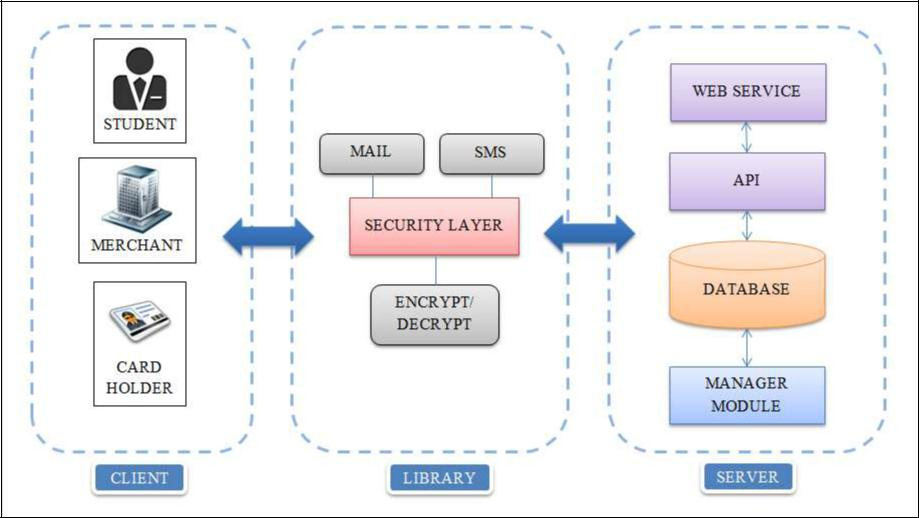 STUDENT
MERCHANT
CARD
HOLDER
CLIENT
MAIL
SMS
SECURITY LAYER
ENCRYPT/
DECRYPT
LIBRARY
WEB SERVICE
API
DATABASE
MANAGER
MODULE
SERVER